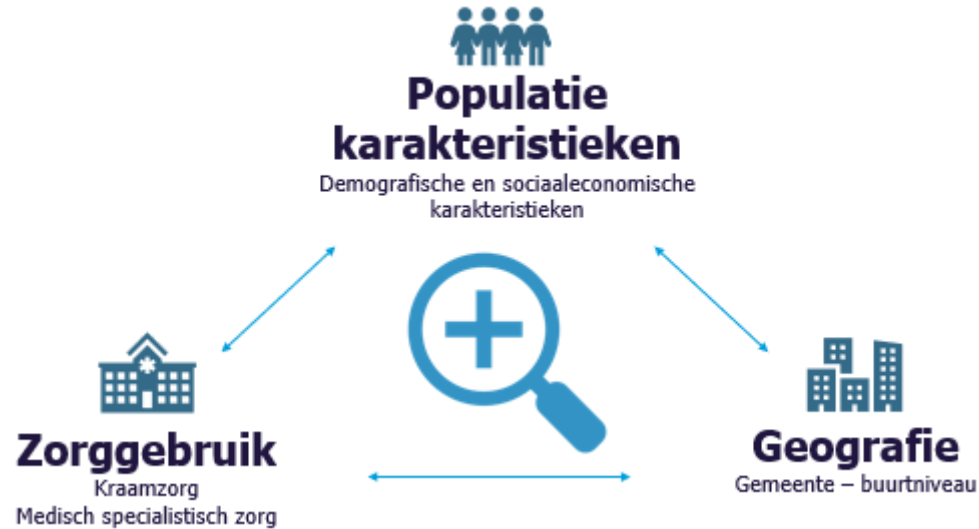 Populatie
karakteristieken
Demografische en sociaaleconomische
karakteristieken
Zorggebruik
Kraamzorg
Medisch specialistisch zorg
Geografie
Gemeente – buurtniveau